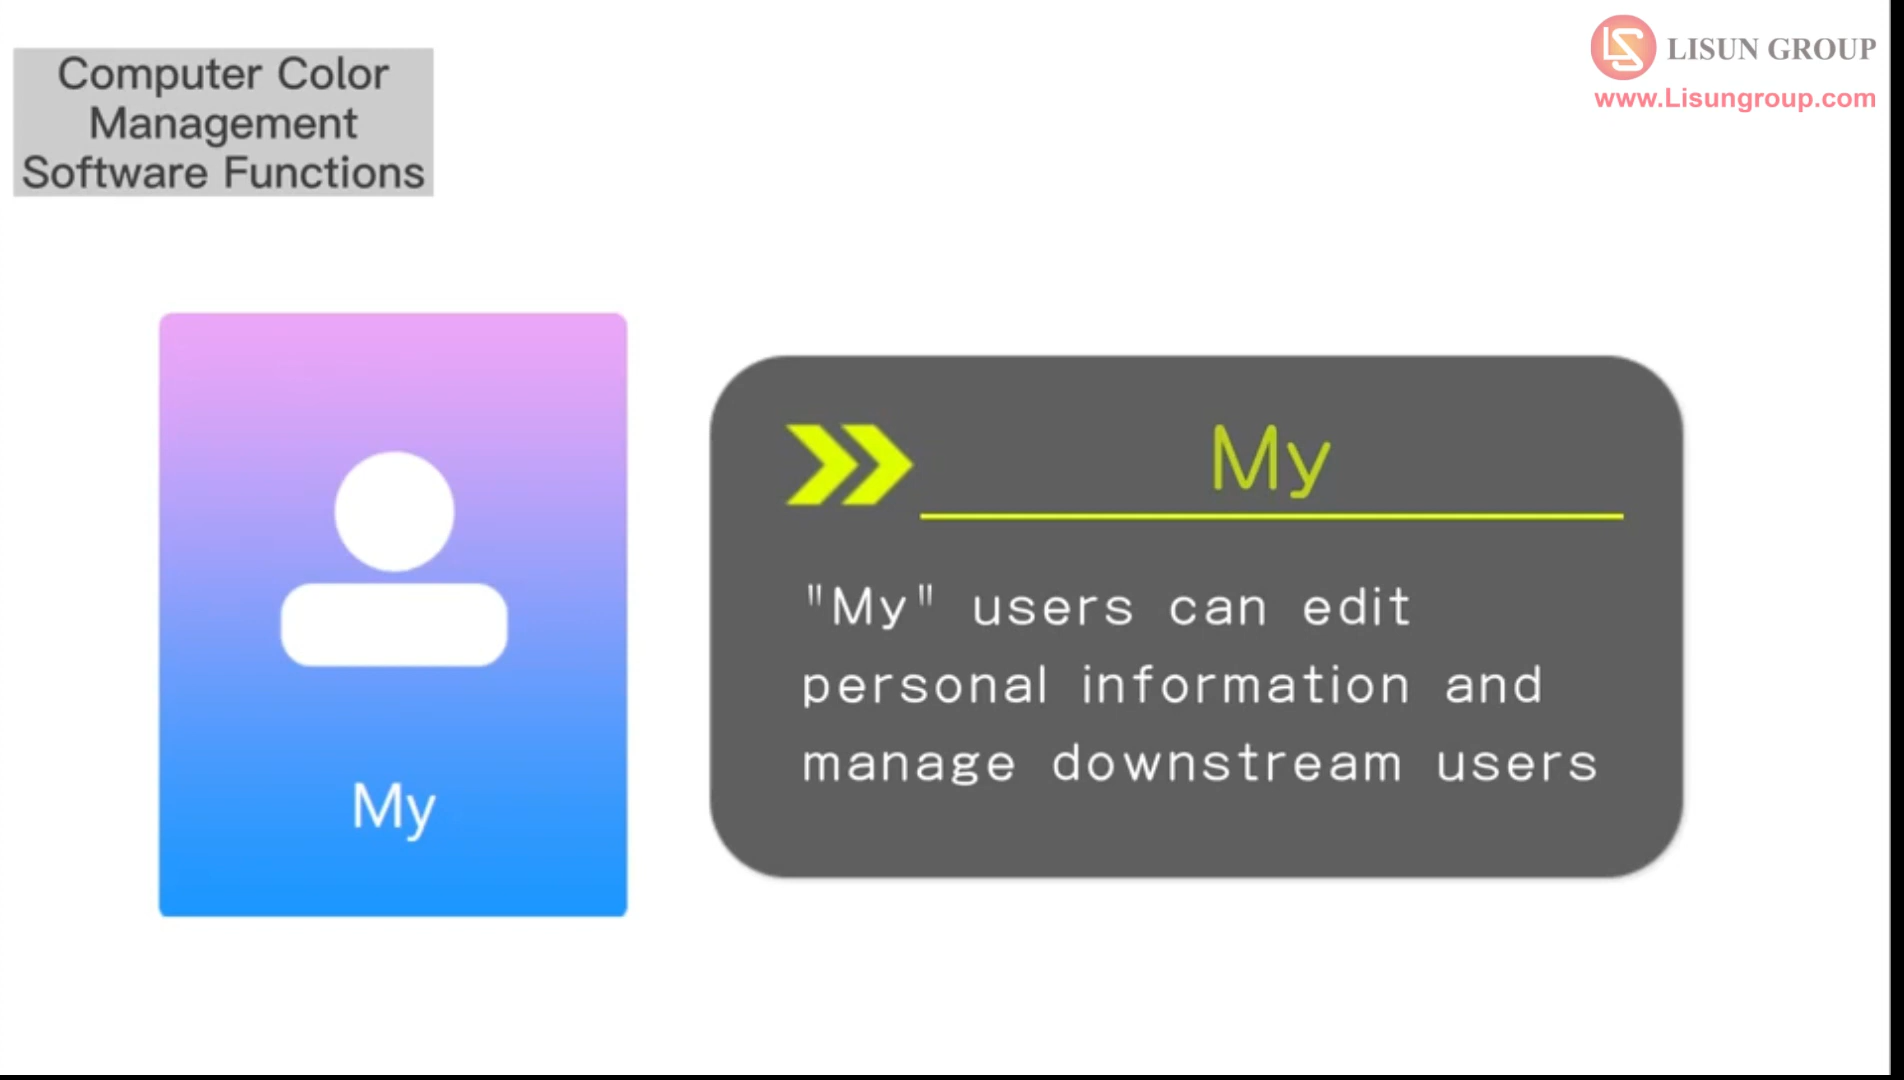 Computer Color
Management
Software Functions
LS LISUN GROUP
www.Lisungroup.com
My
My
"My" users can edit
personal information and
manage downstream users